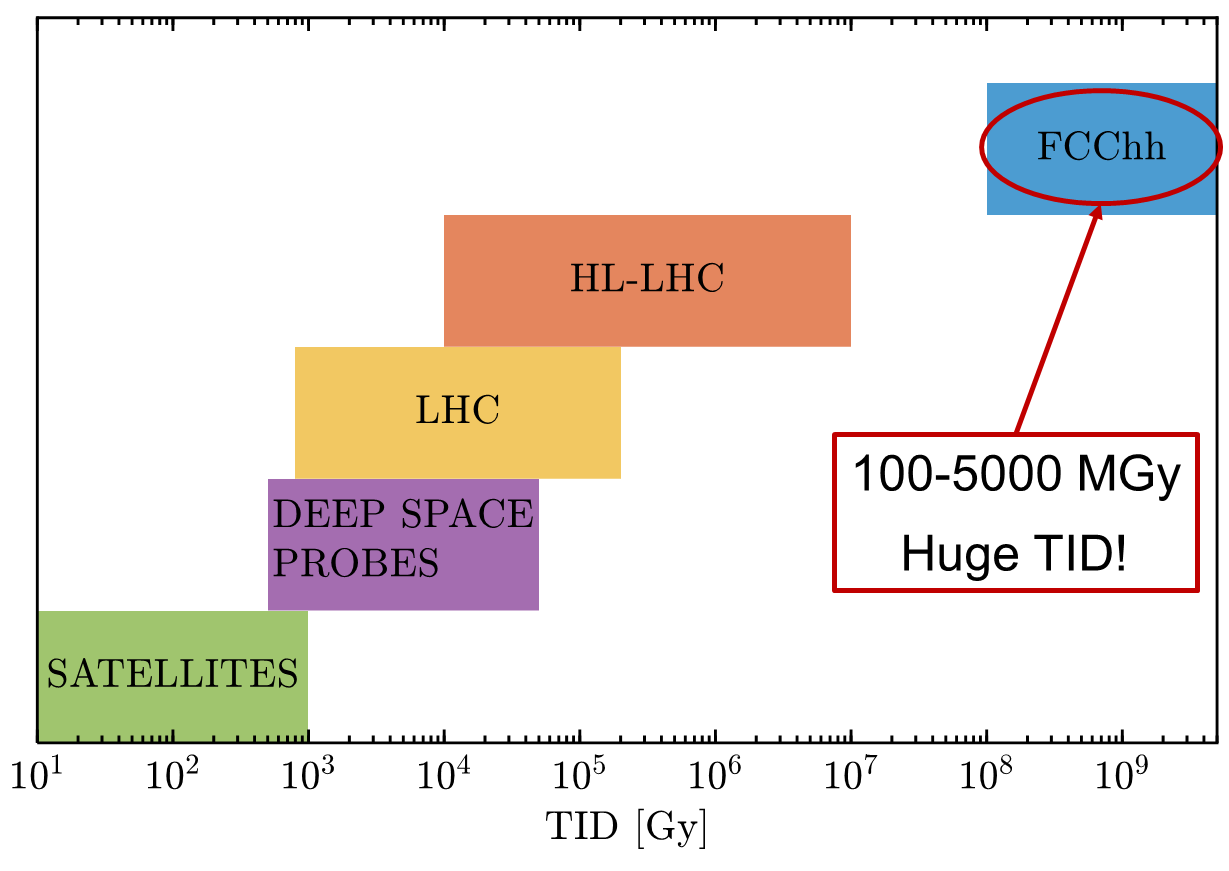 FCChh
HL-LHC
LHC
100-5000 MGy
Huge TID!
DEEP SPACE
PROBES
SATELLITES
10¹ 10² 10³ 10⁴ 10⁵ 10⁶ 10⁷ 10⁸ 10⁹
TID [Gy]